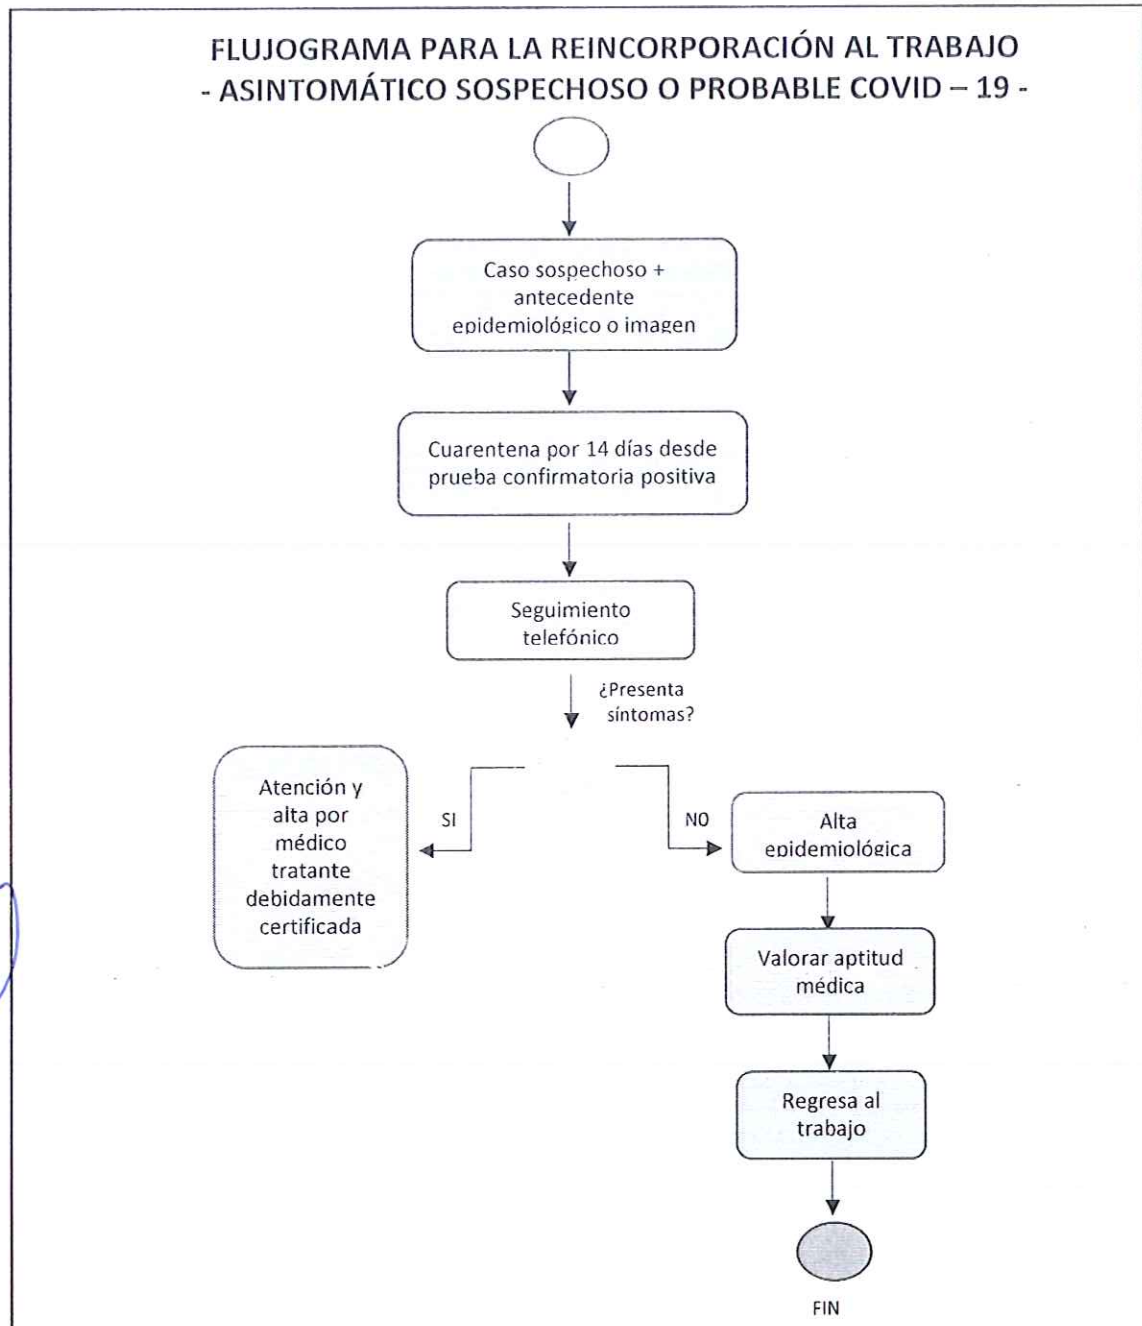 FLUJOGRAMA PARA LA REINCORPORACIÓN AL TRABAJO
- ASINTOMÁTICO SOSPECHOSO O PROBABLE COVID – 19 -
Caso sospechoso +
antecedente
epidemiológico o imagen
Cuarentena por 14 días desde
prueba confirmatoria positiva
Seguimiento
telefónico
¿Presenta
síntomas?
Atención y
alta por
médico
tratante
debidamente
certificada
SI
NO
Alta
epidemiológica
Valorar aptitud
médica
Regresa al
trabajo
FIN